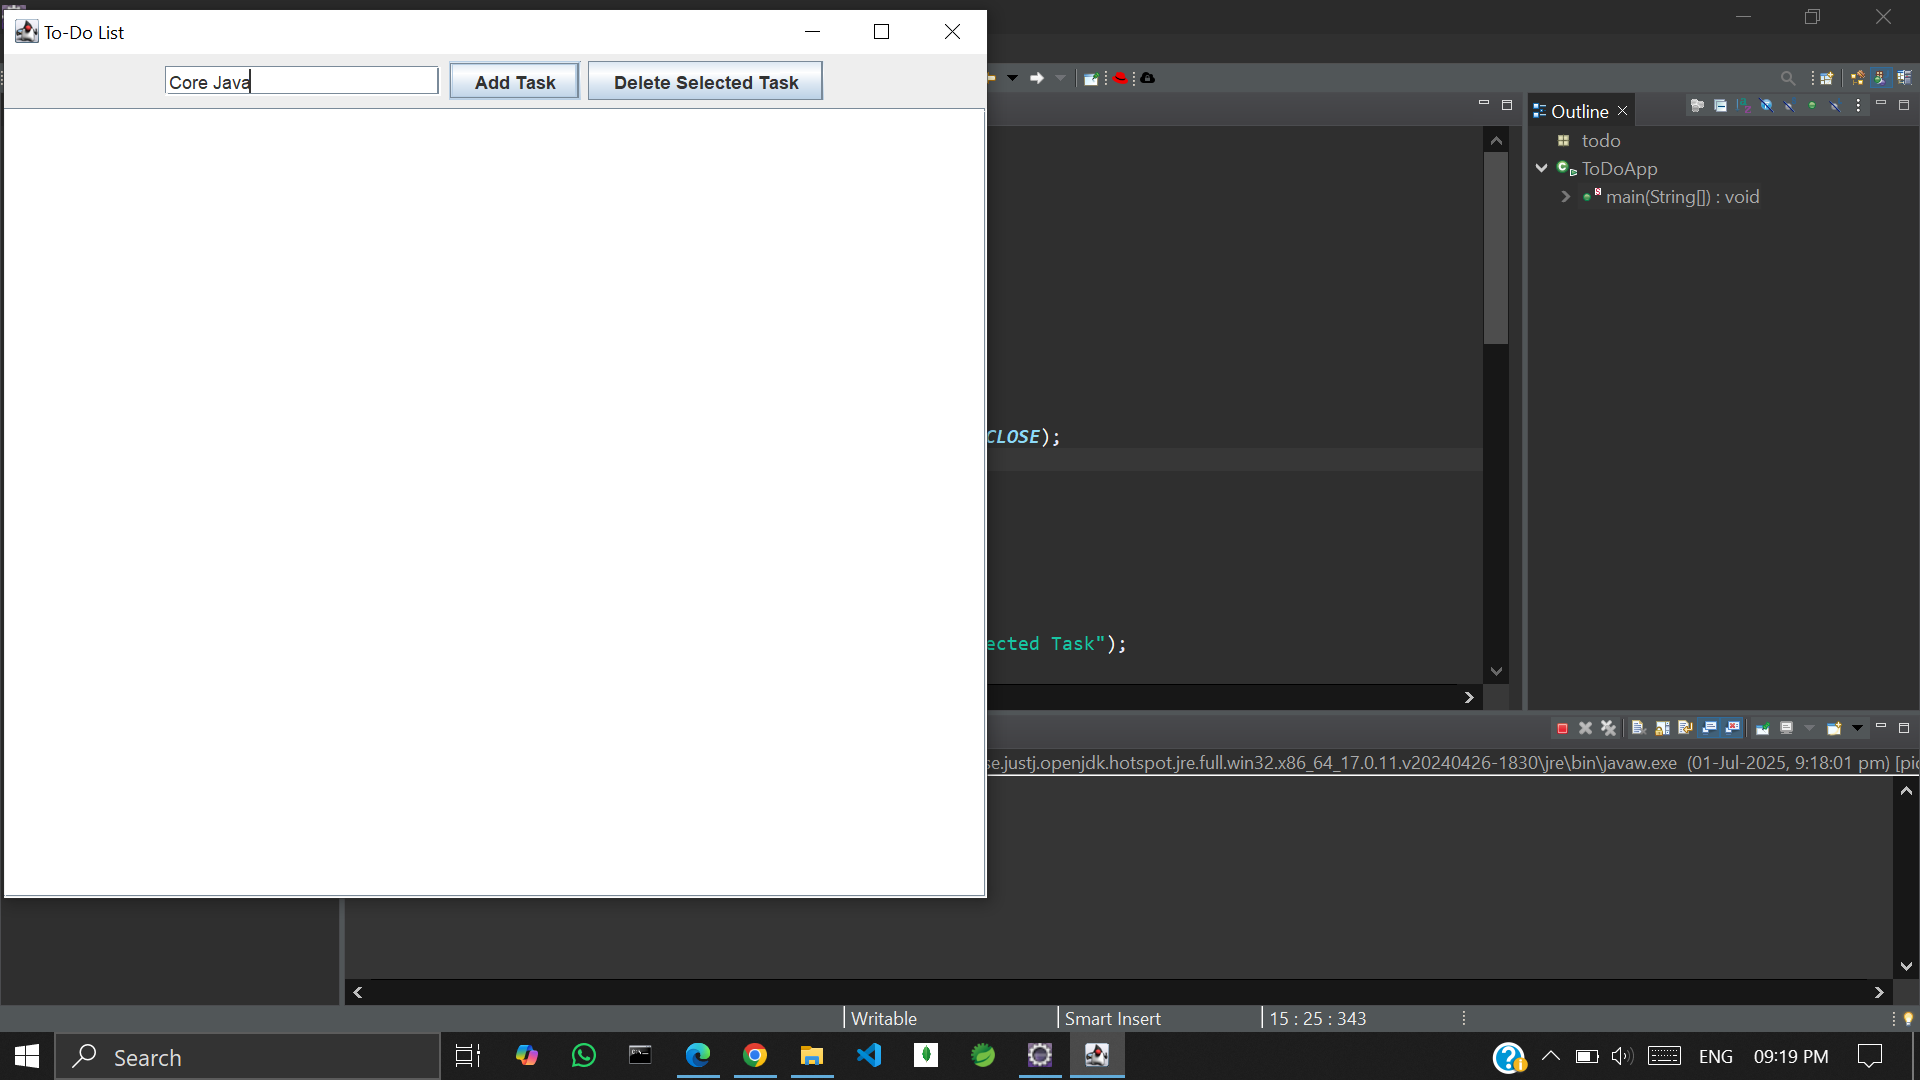 To-Do List
Core Java
Add Task
Delete Selected Task
Outline
todo
ToDoApp
main(String[]) : void
CLOSE);
ected Task");
se.justj.openjdk.hotspot.jre.full.win32.x86_64_17.0.11.v20240426-1830\jre\bin\javaw.exe (01-Jul-2025, 9:18:01 pm) [pic
Writable
Smart Insert
15 : 25 : 343
Search
ENG
09:19 PM